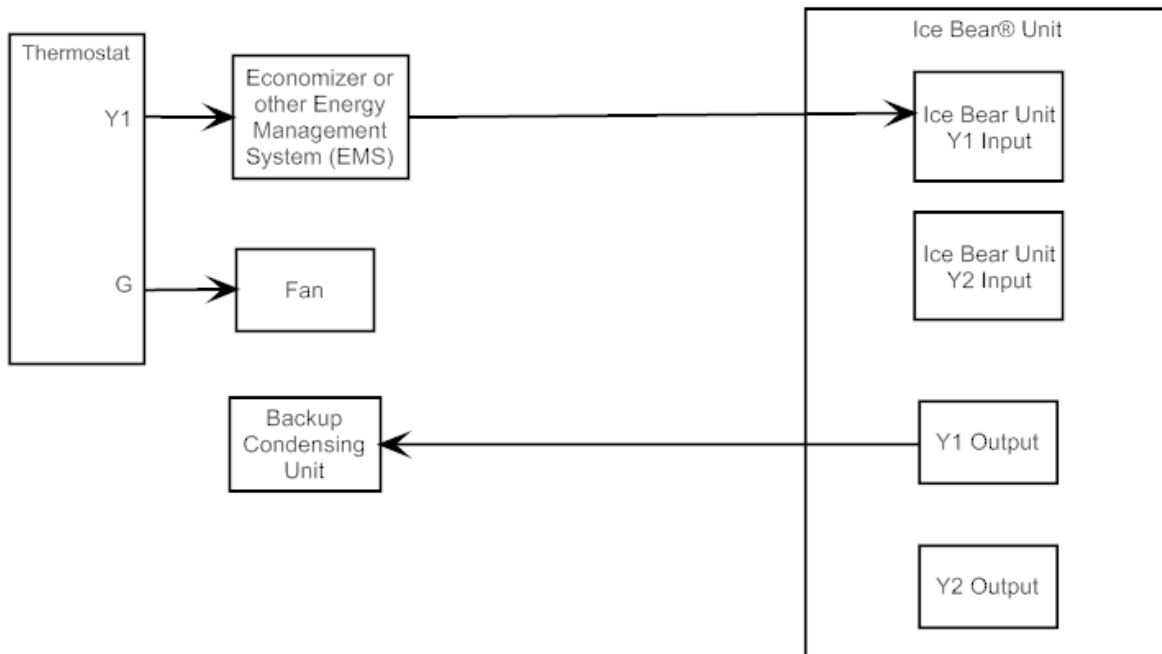 Thermostat
Y1
G
Economizer or
other Energy
Management
System (EMS)
Fan
Backup
Condensing
Unit
Ice Bear® Unit
Ice Bear Unit
Y1 Input
Ice Bear Unit
Y2 Input
Y1 Output
Y2 Output